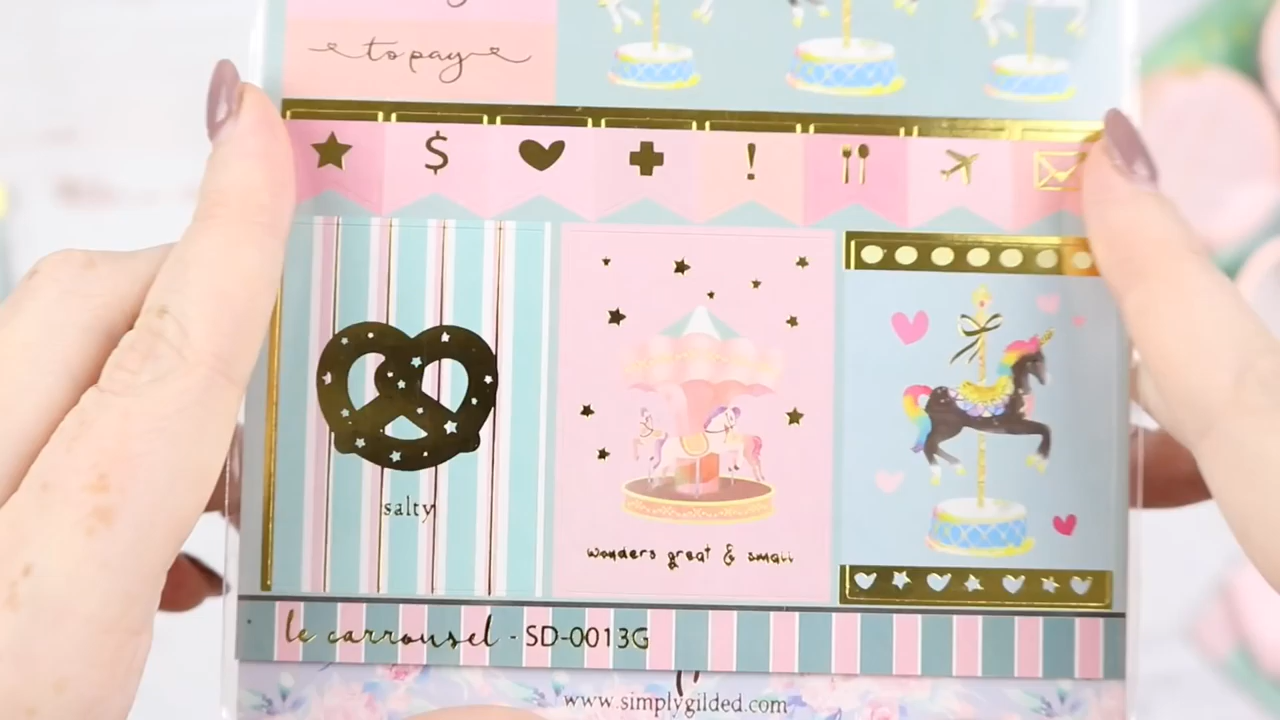 to pay
$
!
salty
wonders great & small
le carrousel - SD-0013G
www.simplygilded.com